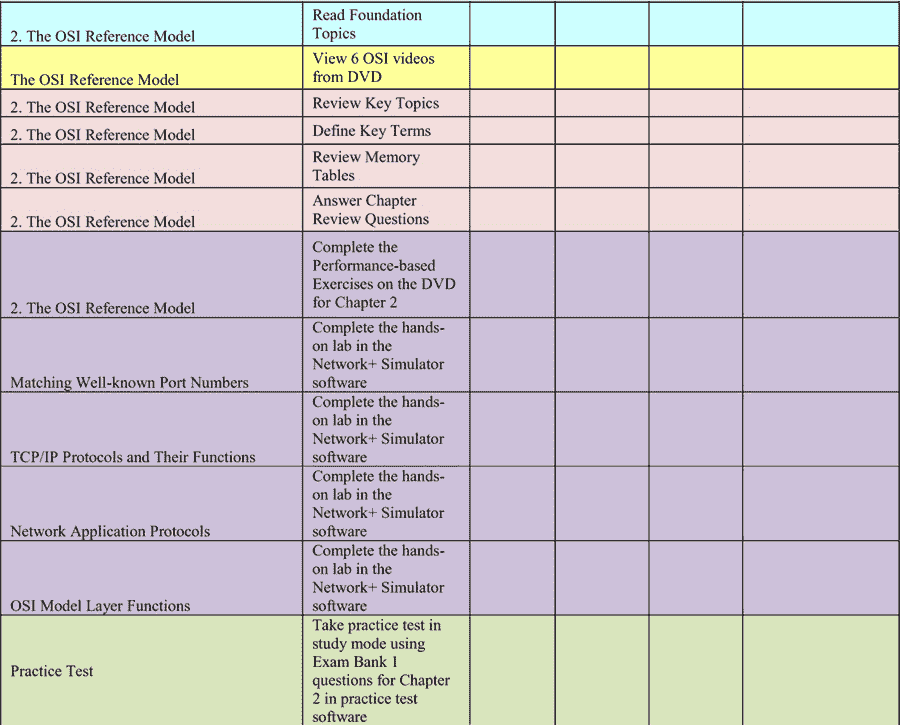 2. The OSI Reference Model
Read Foundation
Topics
The OSI Reference Model
View 6 OSI videos
from DVD
2. The OSI Reference Model
Review Key Topics
2. The OSI Reference Model
Define Key Terms
2. The OSI Reference Model
Review Memory
Tables
2. The OSI Reference Model
Answer Chapter
Review Questions
2. The OSI Reference Model
Complete the
Performance-based
Exercises on the DVD
for Chapter 2
Matching Well-known Port Numbers
Complete the hands-
on lab in the
Network+ Simulator
software
TCP/IP Protocols and Their Functions
Complete the hands-
on lab in the
Network+ Simulator
software
Network Application Protocols
Complete the hands-
on lab in the
Network+ Simulator
software
OSI Model Layer Functions
Complete the hands-
on lab in the
Network+ Simulator
software
Practice Test
Take practice test in
study mode using
Exam Bank 1
questions for Chapter
2 in practice test
software